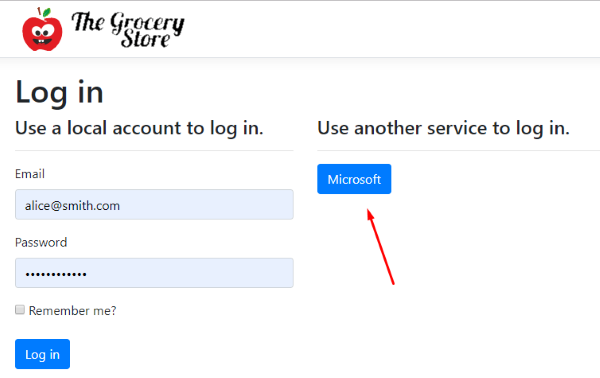 The Grocery
Store
Log in
Use a local account to log in.
Email
alice@smith.com
Password
••••••••••••
Remember me?
Log in
Use another service to log in.
Microsoft